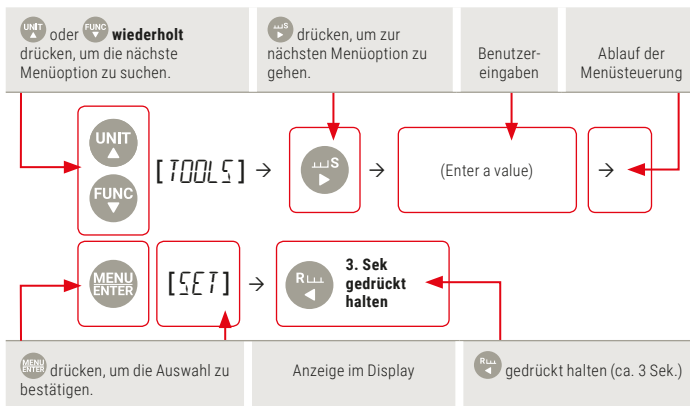 UNIT oder FUNC wiederholt
drücken, um die nächste
Menüoption zu suchen.
ᒧᒧS drücken, um zur
nächsten Menüoption zu
gehen.
Benutzer-
eingaben
Ablauf der
Menüsteuerung
UNIT
FUNC
[TOOLS] →
S
→
(Enter a value)
→
MENU
ENTER
[SET] →
R
3. Sek
gedrückt
halten
MENU ENTER drücken, um die Auswahl zu
bestätigen.
Anzeige im Display
R gedrückt halten (ca. 3 Sek.)